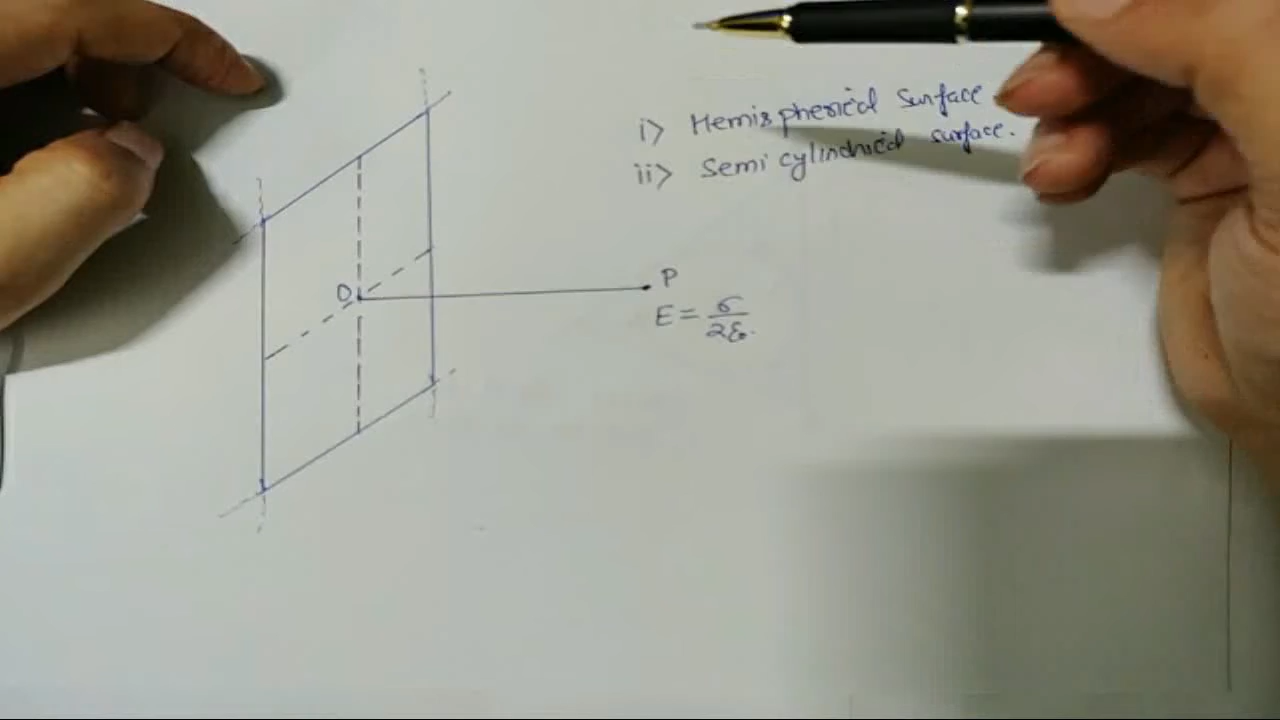 i) Hemispherical surface
ii) Semi cylindrical surface.
O
P
E = σ/2ε₀.